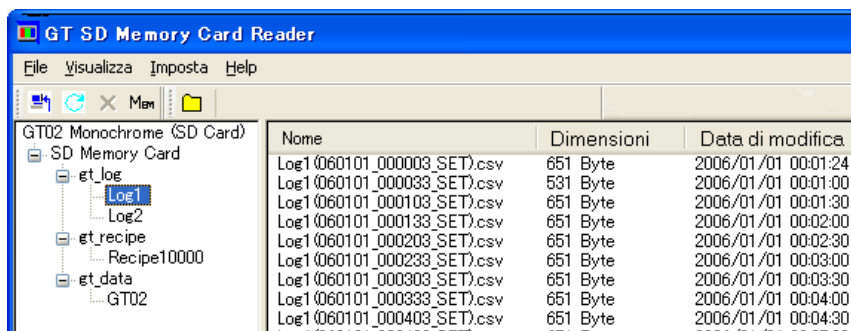 GT SD Memory Card Reader
File Visualizza Imposta Help
Mem
GT02 Monochrome (SD Card)
SD Memory Card
gt_log
Log1
Log2
gt_recipe
Recipe10000
gt_data
GT02
Nome Dimensioni Data di modifica
Log1(060101_000003_SET).csv 651 Byte 2006/01/01 00:01:24
Log1(060101_000033_SET).csv 531 Byte 2006/01/01 00:01:00
Log1(060101_000103_SET).csv 651 Byte 2006/01/01 00:01:30
Log1(060101_000133_SET).csv 651 Byte 2006/01/01 00:02:00
Log1(060101_000203_SET).csv 651 Byte 2006/01/01 00:02:30
Log1(060101_000233_SET).csv 651 Byte 2006/01/01 00:03:00
Log1(060101_000303_SET).csv 651 Byte 2006/01/01 00:03:30
Log1(060101_000333_SET).csv 651 Byte 2006/01/01 00:04:00
Log1(060101_000403_SET).csv 651 Byte 2006/01/01 00:04:30